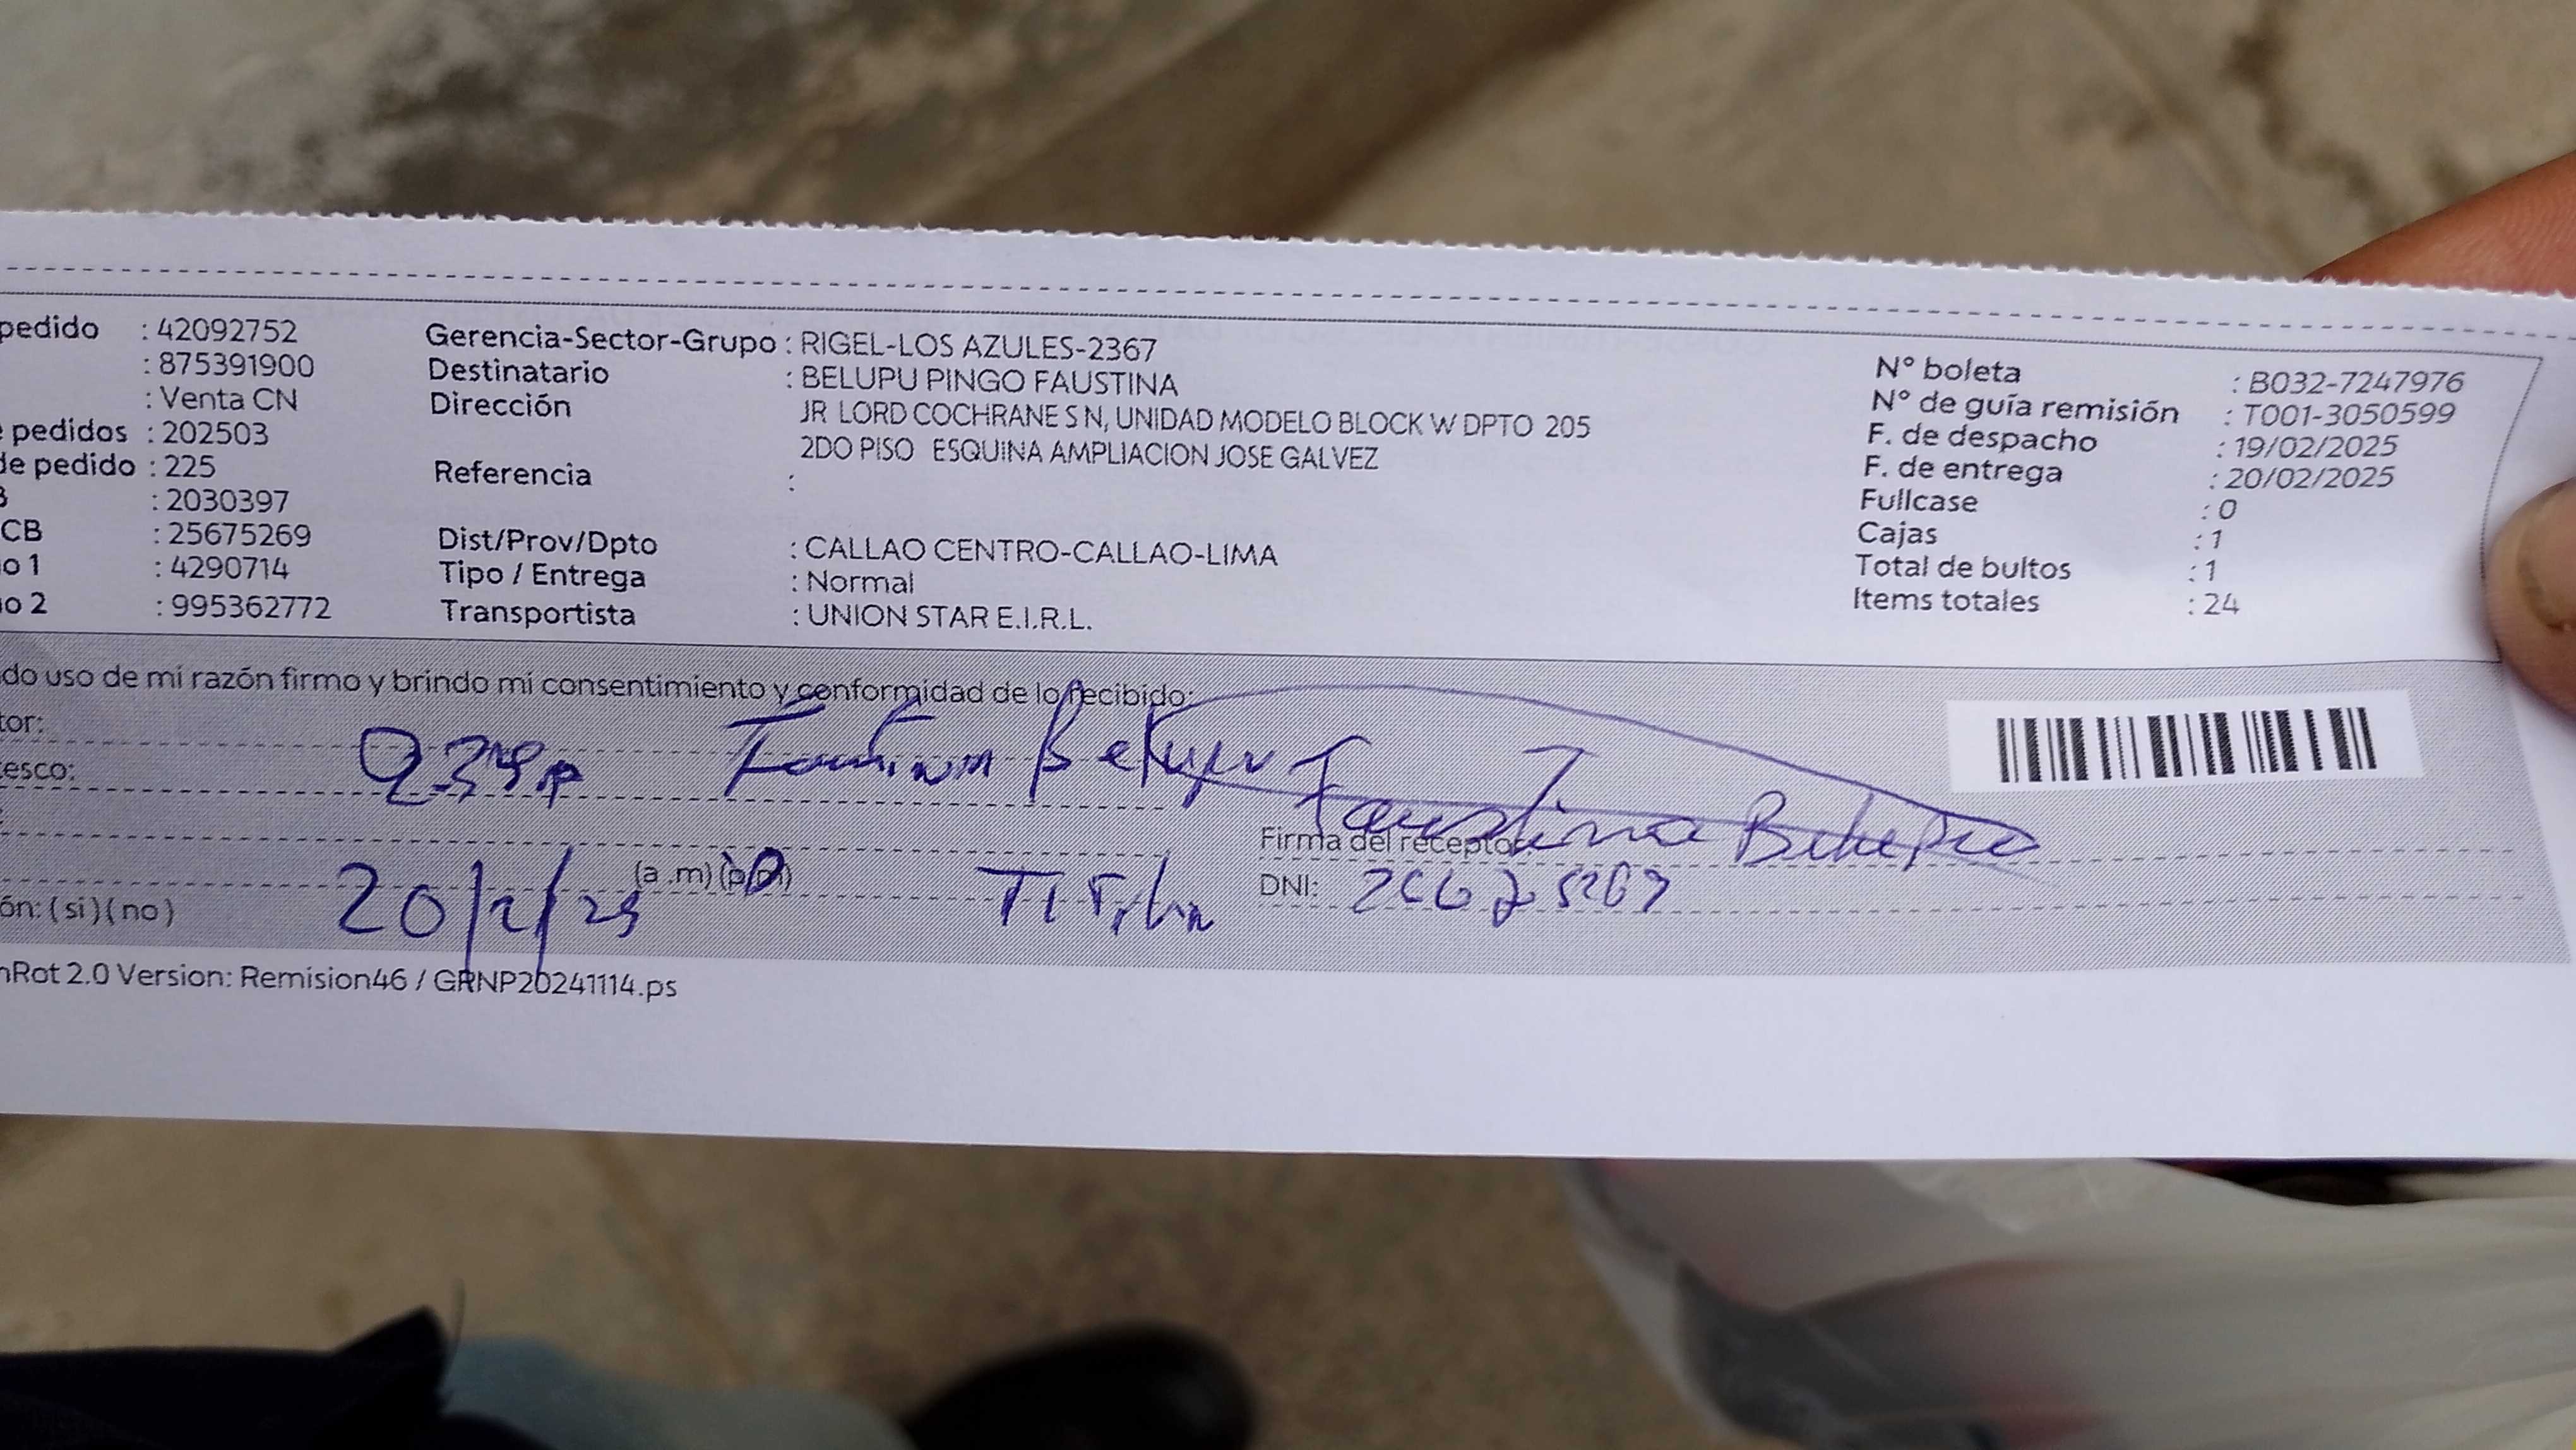 pedido : 42092752
: 875391900
: Venta CN
e pedidos : 202503
de pedido : 225
: 2030397
CB : 25675269
o 1 : 4290714
o 2 : 995362772
Gerencia-Sector-Grupo : RIGEL-LOS AZULES-2367
Destinatario : BELUPU PINGO FAUSTINA
Dirección JR LORD COCHRANE S N, UNIDAD MODELO BLOCK W DPTO 205
2DO PISO ESQUINA AMPLIACION JOSE GALVEZ
Referencia :
Dist/Prov/Dpto : CALLAO CENTRO-CALLAO-LIMA
Tipo / Entrega : Normal
Transportista : UNION STAR E.I.R.L.
N° boleta : B032-7247976
N° de guía remisión : T001-3050599
F. de despacho : 19/02/2025
F. de entrega : 20/02/2025
Fullcase : 0
Cajas : 1
Total de bultos : 1
Items totales : 24
do uso de mi razón firmo y brindo mi consentimiento y conformidad de lo recibido:
tor:
esco:
Belupu
Faustina Belupu
Firma del receptor:
(a .m) (p.m)
20/2/25
DNI:
ón: ( si ) ( no )
nRot 2.0 Version: Remision46 / GRNP20241114.ps